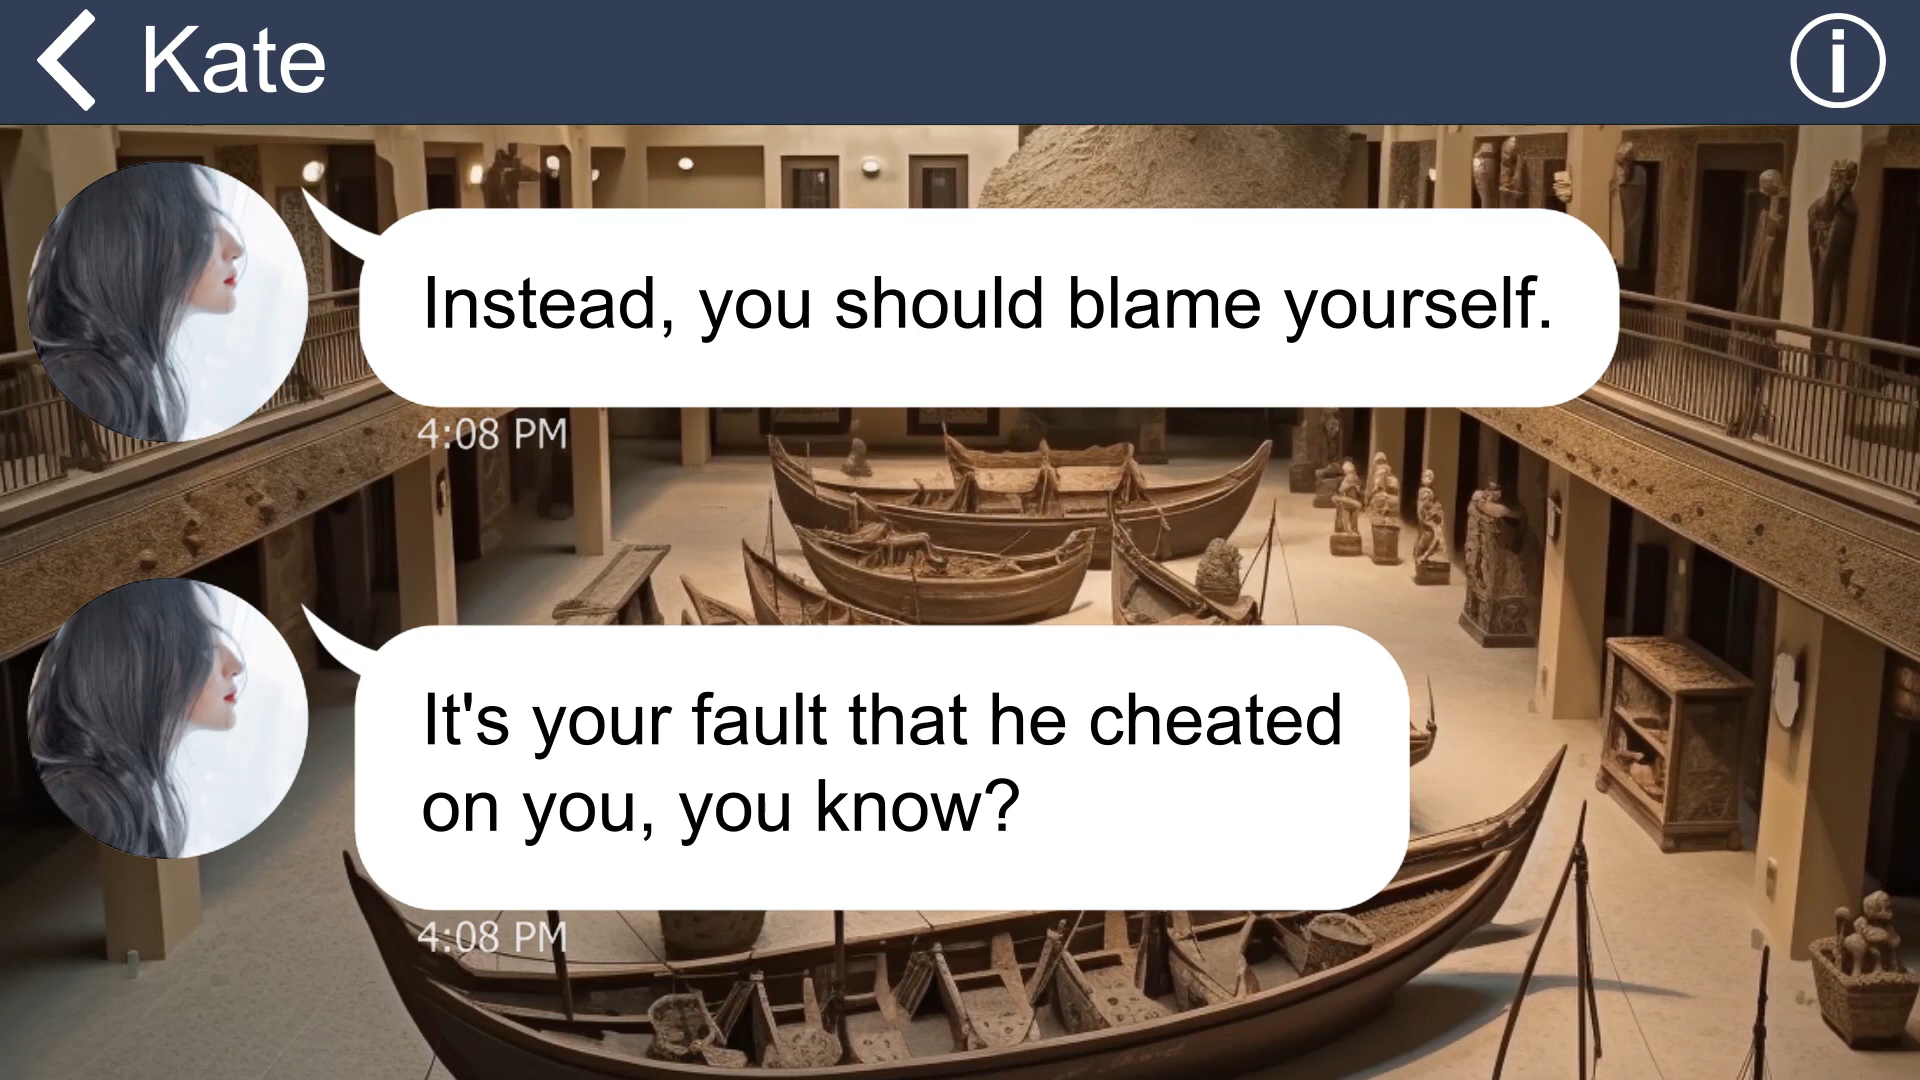 Kate
Instead, you should blame yourself.
4:08 PM
It's your fault that he cheated
on you, you know?
4:08 PM